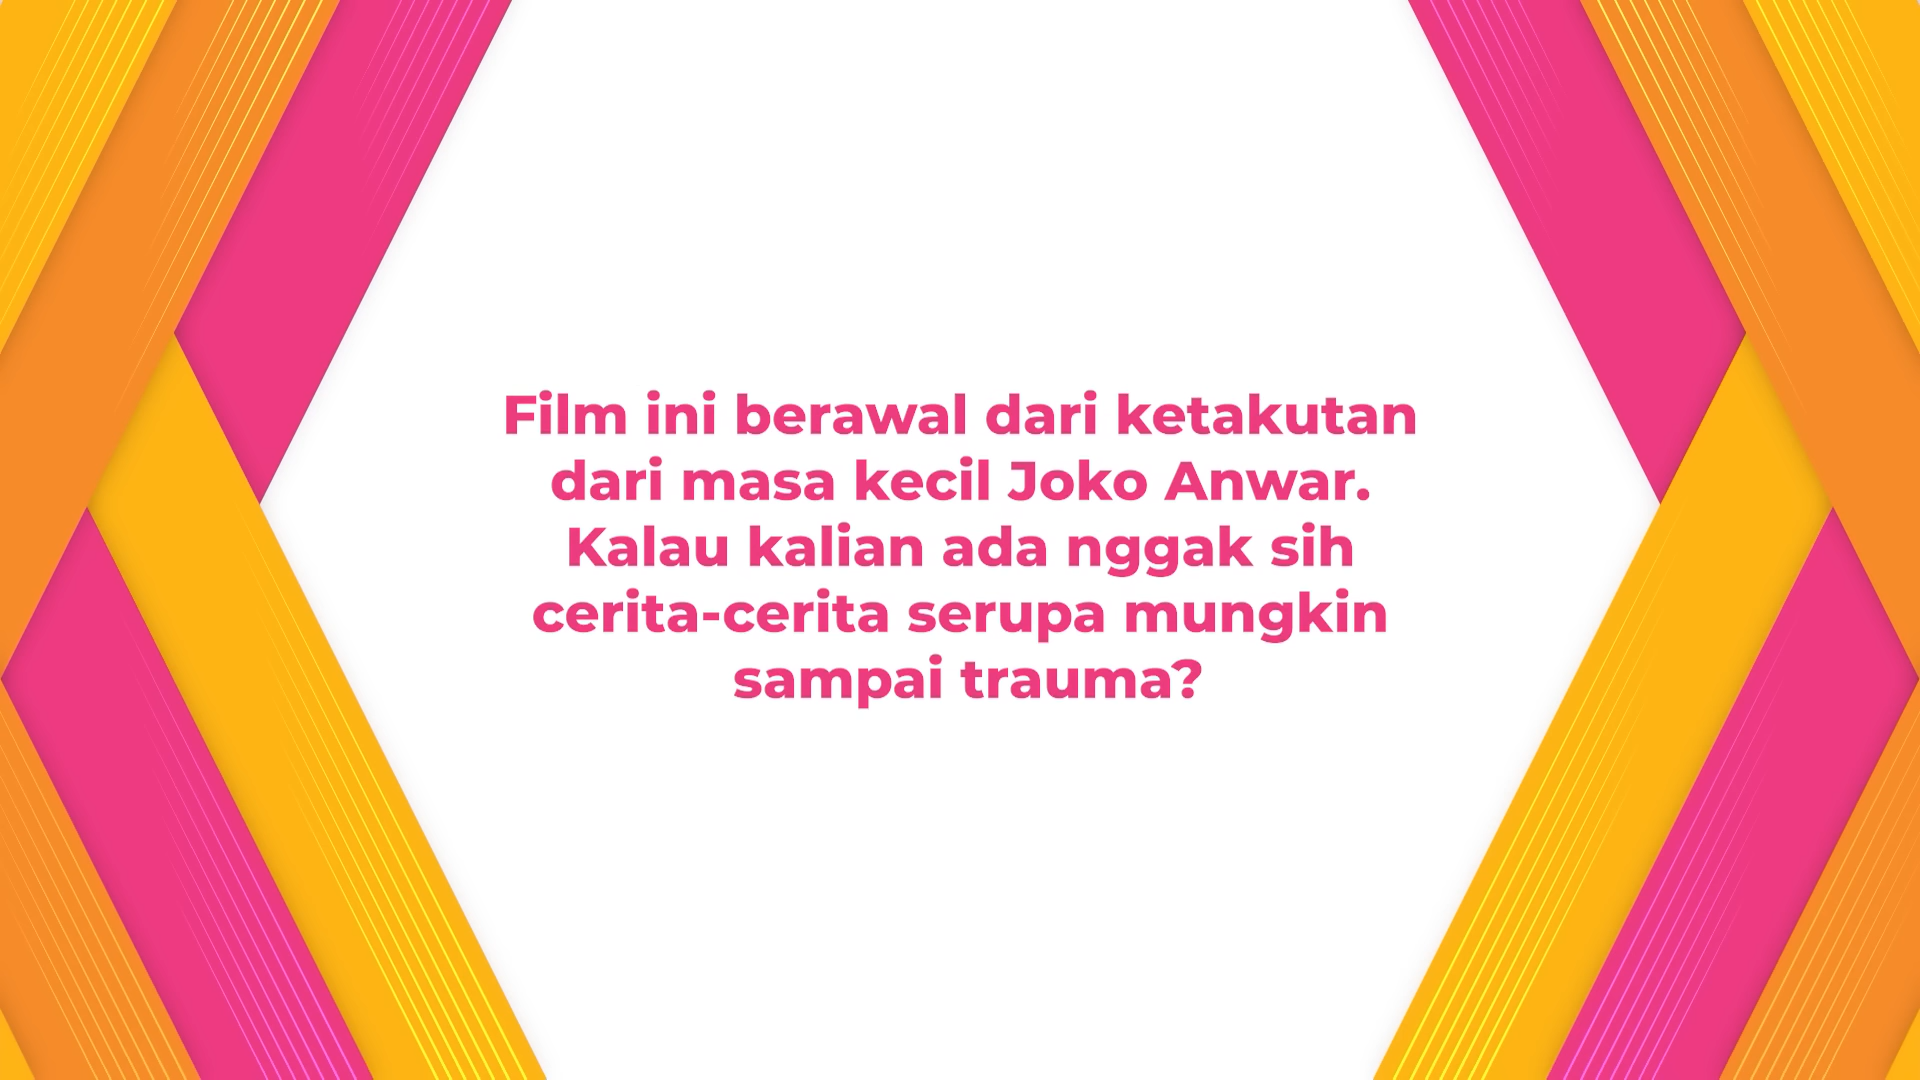 Film ini berawal dari ketakutan
dari masa kecil Joko Anwar.
Kalau kalian ada nggak sih
cerita-cerita serupa mungkin
sampai trauma?